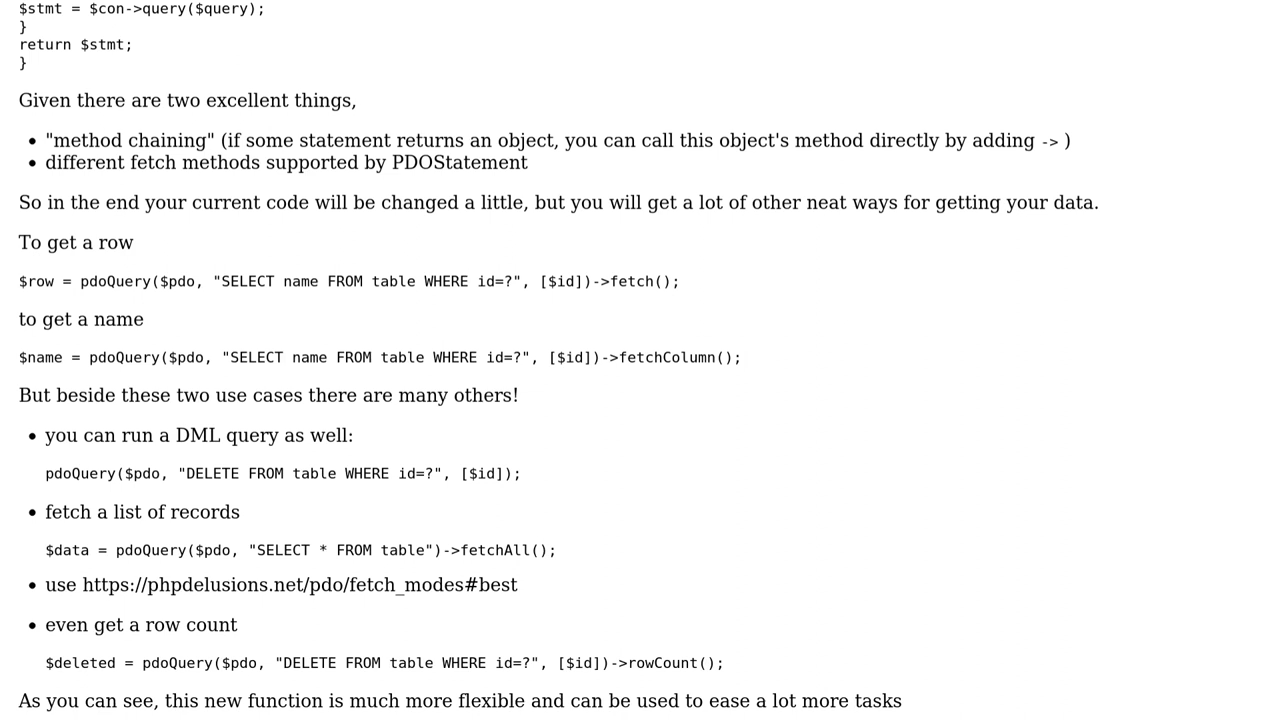 $stmt = $con->query($query);
}
return $stmt;
}
Given there are two excellent things,
• "method chaining" (if some statement returns an object, you can call this object's method directly by adding -> )
• different fetch methods supported by PDOStatement
So in the end your current code will be changed a little, but you will get a lot of other neat ways for getting your data.
To get a row
$row = pdoQuery($pdo, "SELECT name FROM table WHERE id=?", [$id])->fetch();
to get a name
$name = pdoQuery($pdo, "SELECT name FROM table WHERE id=?", [$id])->fetchColumn();
But beside these two use cases there are many others!
• you can run a DML query as well:
pdoQuery($pdo, "DELETE FROM table WHERE id=?", [$id]);
• fetch a list of records
$data = pdoQuery($pdo, "SELECT * FROM table")->fetchAll();
• use https://phpdelusions.net/pdo/fetch_modes#best
• even get a row count
$deleted = pdoQuery($pdo, "DELETE FROM table WHERE id=?", [$id])->rowCount();
As you can see, this new function is much more flexible and can be used to ease a lot more tasks